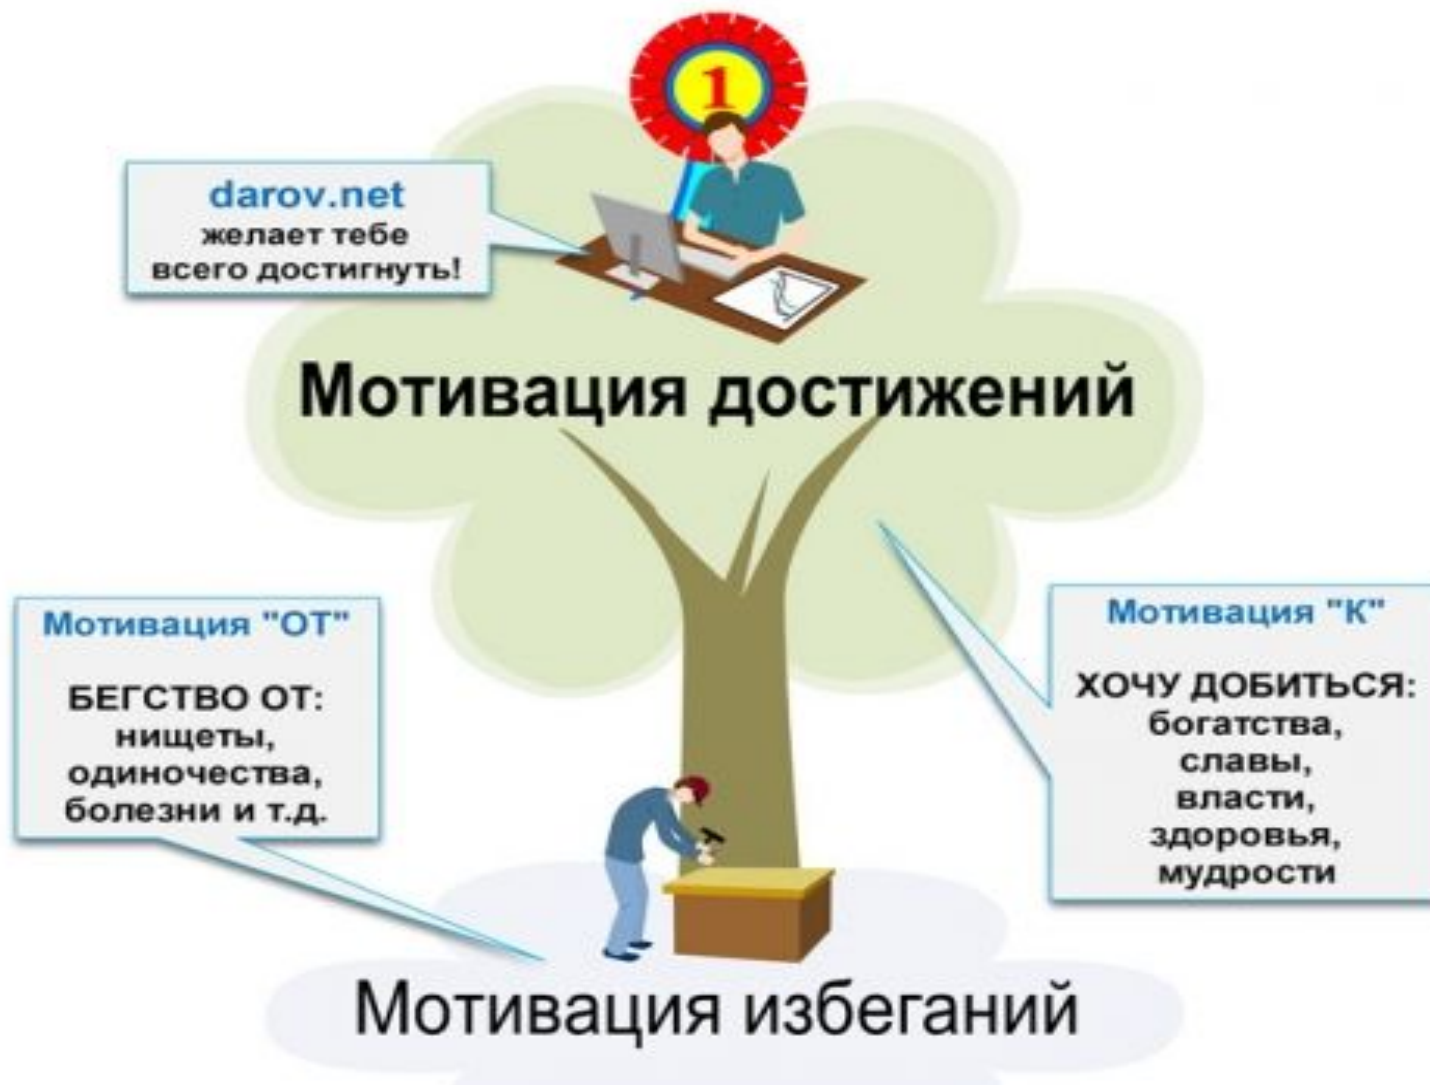 1
darov.net
желает тебе
всего достигнуть!
Мотивация достижений
Мотивация "ОТ"
БЕГСТВО ОТ:
нищеты,
одиночества,
болезни и т.д.
Мотивация "К"
ХОЧУ ДОБИТЬСЯ:
богатства,
славы,
власти,
здоровья,
мудрости
Мотивация избеганий